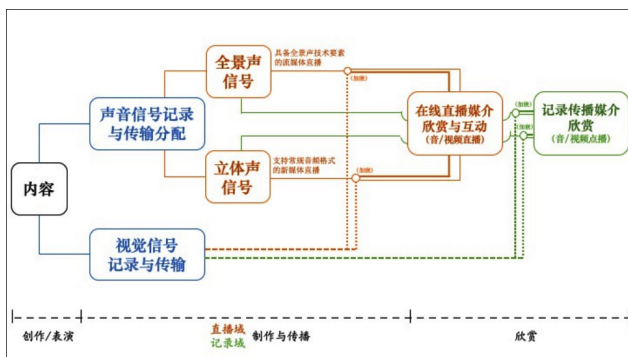 全景声
信号
具备全景声技术要素
的流媒体直播
(加嵌)
声音信号记录
与传输分配
在线直播媒介
欣赏与互动
(音/视频直播)
(加嵌)
(加嵌)
记录传播媒介
欣赏
(音/视频点播)
立体声
信号
支持常规音频格式
的新媒体直播
(加嵌)
内容
视觉信号
记录与传输
创作/表演
直播域
记录域
制作与传播
欣赏